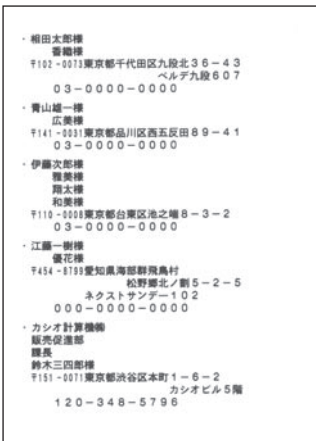 ・相田太郎様
香織様
〒102-0073東京都千代田区九段北36-43
ベルデ九段607
03-0000-0000
・青山雄一様
広美様
〒141-0031東京都品川区西五反田89-41
03-0000-0000
・伊藤次郎様
雅美様
翔太様
和美様
〒110-0008東京都台東区池之端8-3-2
03-0000-0000
・江藤一樹様
優花様
〒454-8799愛知県海部群飛鳥村
松野郷北ノ割5-2-5
ネクストサンデー102
000-0000-0000
・カシオ計算機㈱
販売促進部
課長
鈴木三四郎様
〒151-0071東京都渋谷区本町1-6-2
カシオビル5階
120-348-5796